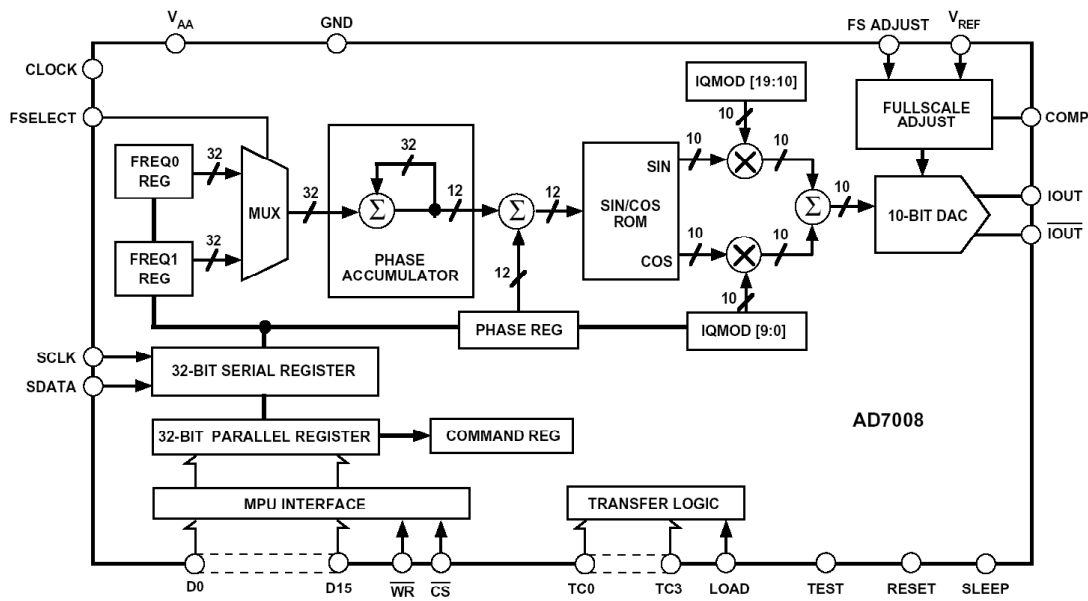 V_AA
GND
FS ADJUST
V_REF
CLOCK
FSELECT
FREQ0
REG
32
32
FREQ1
REG
MUX
32
32
Σ
12
PHASE
ACCUMULATOR
Σ
12
12
PHASE REG
SIN/COS
ROM
SIN
COS
10
10
IQMOD [19:10]
10
10
10
10
IQMOD [9:0]
Σ
10
FULLSCALE
ADJUST
COMP
10-BIT DAC
IOUT
IOUT
SCLK
SDATA
32-BIT SERIAL REGISTER
32-BIT PARALLEL REGISTER
COMMAND REG
AD7008
MPU INTERFACE
TRANSFER LOGIC
D0
D15
WR
CS
TC0
TC3
LOAD
TEST
RESET
SLEEP